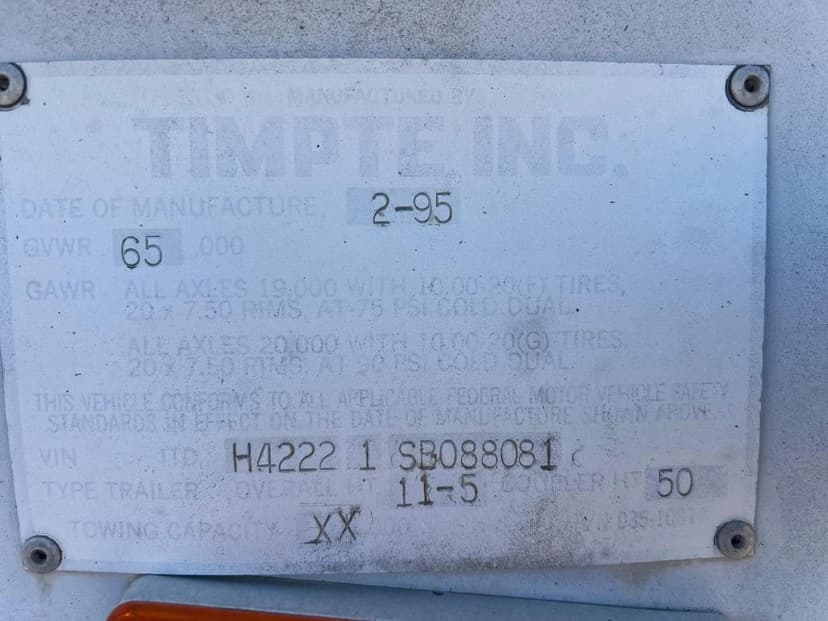 MANUFACTURED BY
TIMPTE INC.
DATE OF MANUFACTURE 2-95
GVWR 65 ,000
GAWR ALL AXLES 19,000 WITH 10.00-20(F) TIRES,
20 x 7.50 RIMS, AT 75 PSI COLD DUAL.
ALL AXLES 20,000 WITH 10.00-20(G) TIRES
20 x 7.50 RIMS, AT 90 PSI COLD DUAL.
THIS VEHICLE CONFORMS TO ALL APPLICABLE FEDERAL MOTOR VEHICLE SAFETY
STANDARDS IN EFFECT ON THE DATE OF MANUFACTURE SHOWN ABOVE.
VIN 1TD H4222 1 SB088081
TYPE TRAILER OVERALL HT 11-5 COUPLER HT 50
TOWING CAPACITY XX ,000